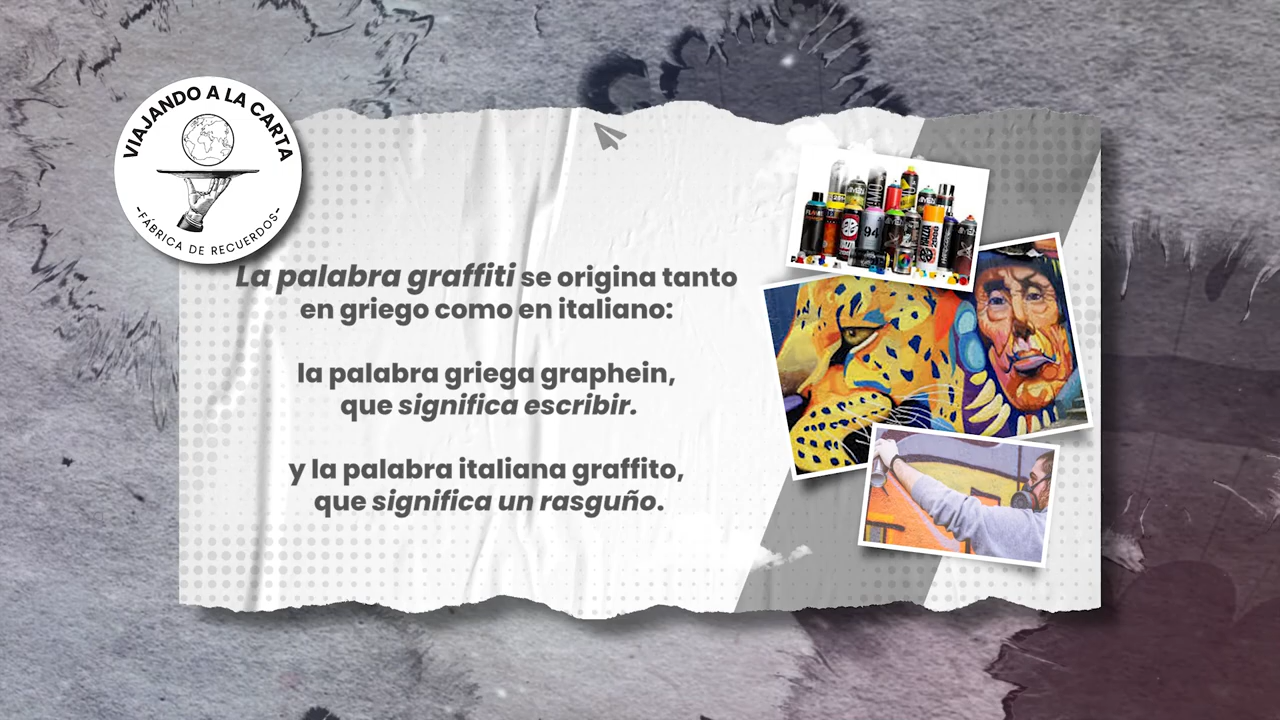 VIAJANDO A LA CARTA
-FÁBRICA DE RECUERDOS-
La palabra graffiti se origina tanto
en griego como en italiano:
la palabra griega graphein,
que significa escribir.
y la palabra italiana graffito,
que significa un rasguño.
94